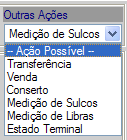 Outras Ações
Medição de Sulcos
-- Ação Possível --
Transferência
Venda
Conserto
Medição de Sulcos
Medição de Libras
Estado Terminal